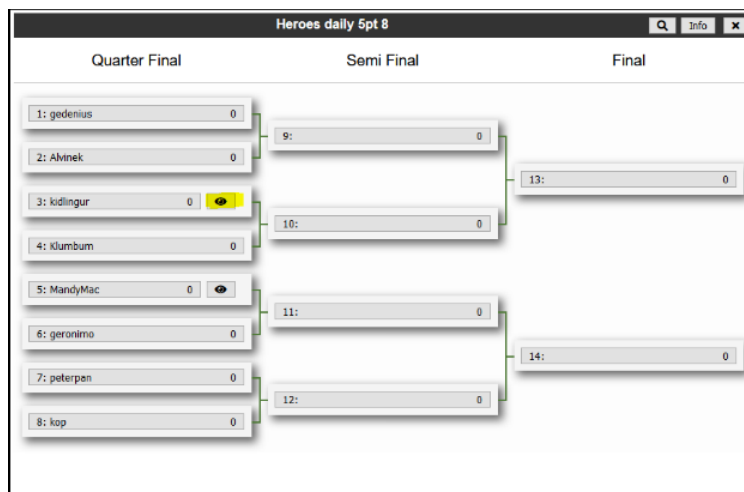 Heroes daily 5pt 8
Info
Quarter Final Semi Final Final
1: gedenius 0
2: Alvinek 0
3: kidlingur 0
4: Klumbum 0
5: MandyMac 0
6: geronimo 0
7: peterpan 0
8: kop 0
9: 0
10: 0
11: 0
12: 0
13: 0
14: 0